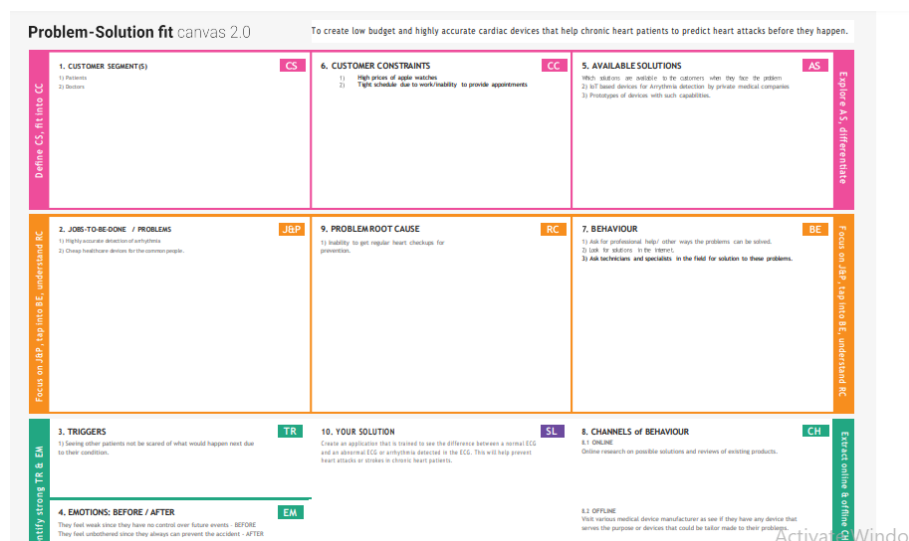 Problem-Solution fit canvas 2.0
To create low budget and highly accurate cardiac devices that help chronic heart patients to predict heart attacks before they happen.
Define CS, fit into CC
1. CUSTOMER SEGMENT(S)
CS
1) Patients
2) Doctors
6. CUSTOMER CONSTRAINTS
CC
1) High prices of apple watches
2) Tight schedule due to work/inability to provide appointments
5. AVAILABLE SOLUTIONS
AS
Which solutions are available to the customers when they face the problem
2) IoT based devices for Arrythmia detection by private medical companies
3) Prototypes of devices with such capabilities.
Explore AS, differentiate
Focus on J&P, tap into BE, understand RC
2. JOBS-TO-BE-DONE / PROBLEMS
J&P
1) Highly accurate detection of arrhytmia
2) Cheap healthcare devices for the common people.
9. PROBLEM ROOT CAUSE
RC
1) Inability to get regular heart checkups for
prevention.
7. BEHAVIOUR
BE
1) Ask for professional help/ other ways the problems can be solved.
2) Look for solutions in the Internet.
3) Ask technicians and specialists in the field for solution to these problems.
Focus on J&P, tap into BE, understand RC
entify strong TR & EM
3. TRIGGERS
TR
1) Seeing other patients not be scared of what would happen next due
to their condition.
4. EMOTIONS: BEFORE / AFTER
EM
They feel weak since they have no control over future events - BEFORE
They feel unbothered since they always can prevent the accident - AFTER
10. YOUR SOLUTION
SL
Create an application that is trained to see the difference between a normal ECG
and an abnormal ECG or arrhytmia detected in the ECG. This will help prevent
heart attacks or strokes in chronic heart patients.
8. CHANNELS of BEHAVIOUR
CH
8.1 ONLINE
Online research on possible solutions and reviews of existing products.
8.2 OFFLINE
Visit various medical device manufacturer as see if they have any device that
serves the purpose or devices that could be tailor made to their problems.
Extract online & offline CH
Activate Windo